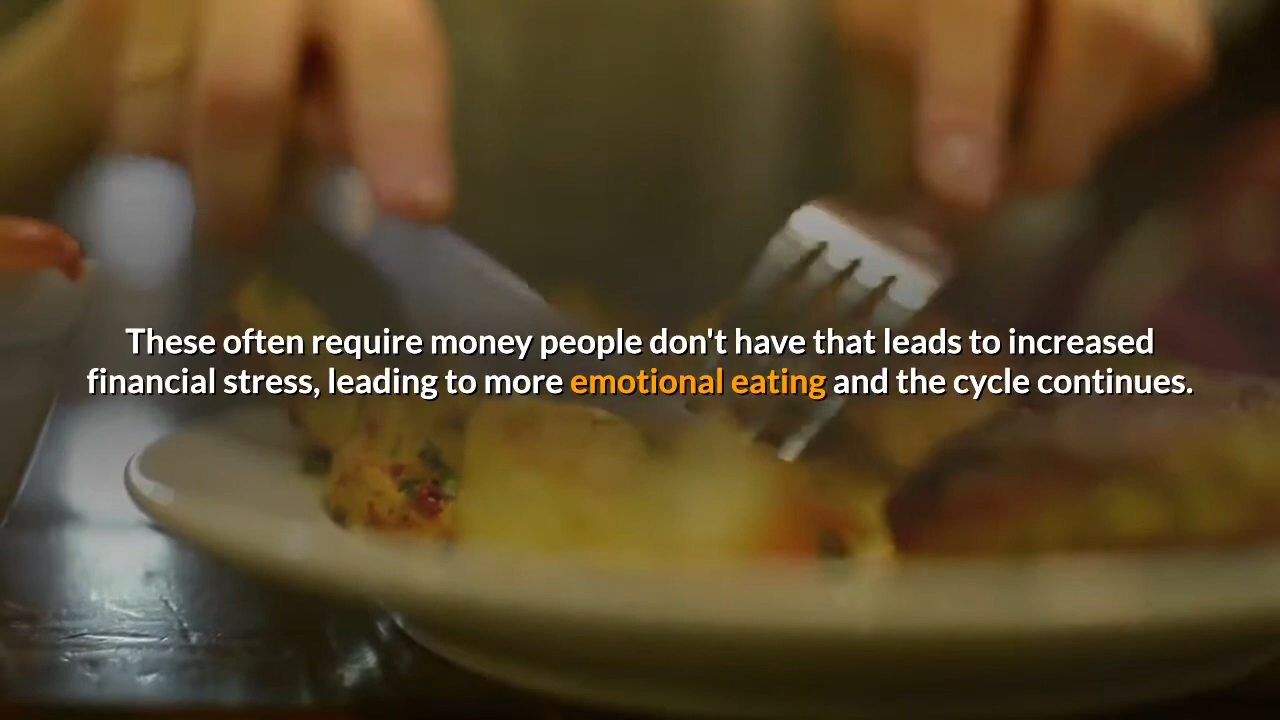 These often require money people don't have that leads to increased
financial stress, leading to more emotional eating and the cycle continues.